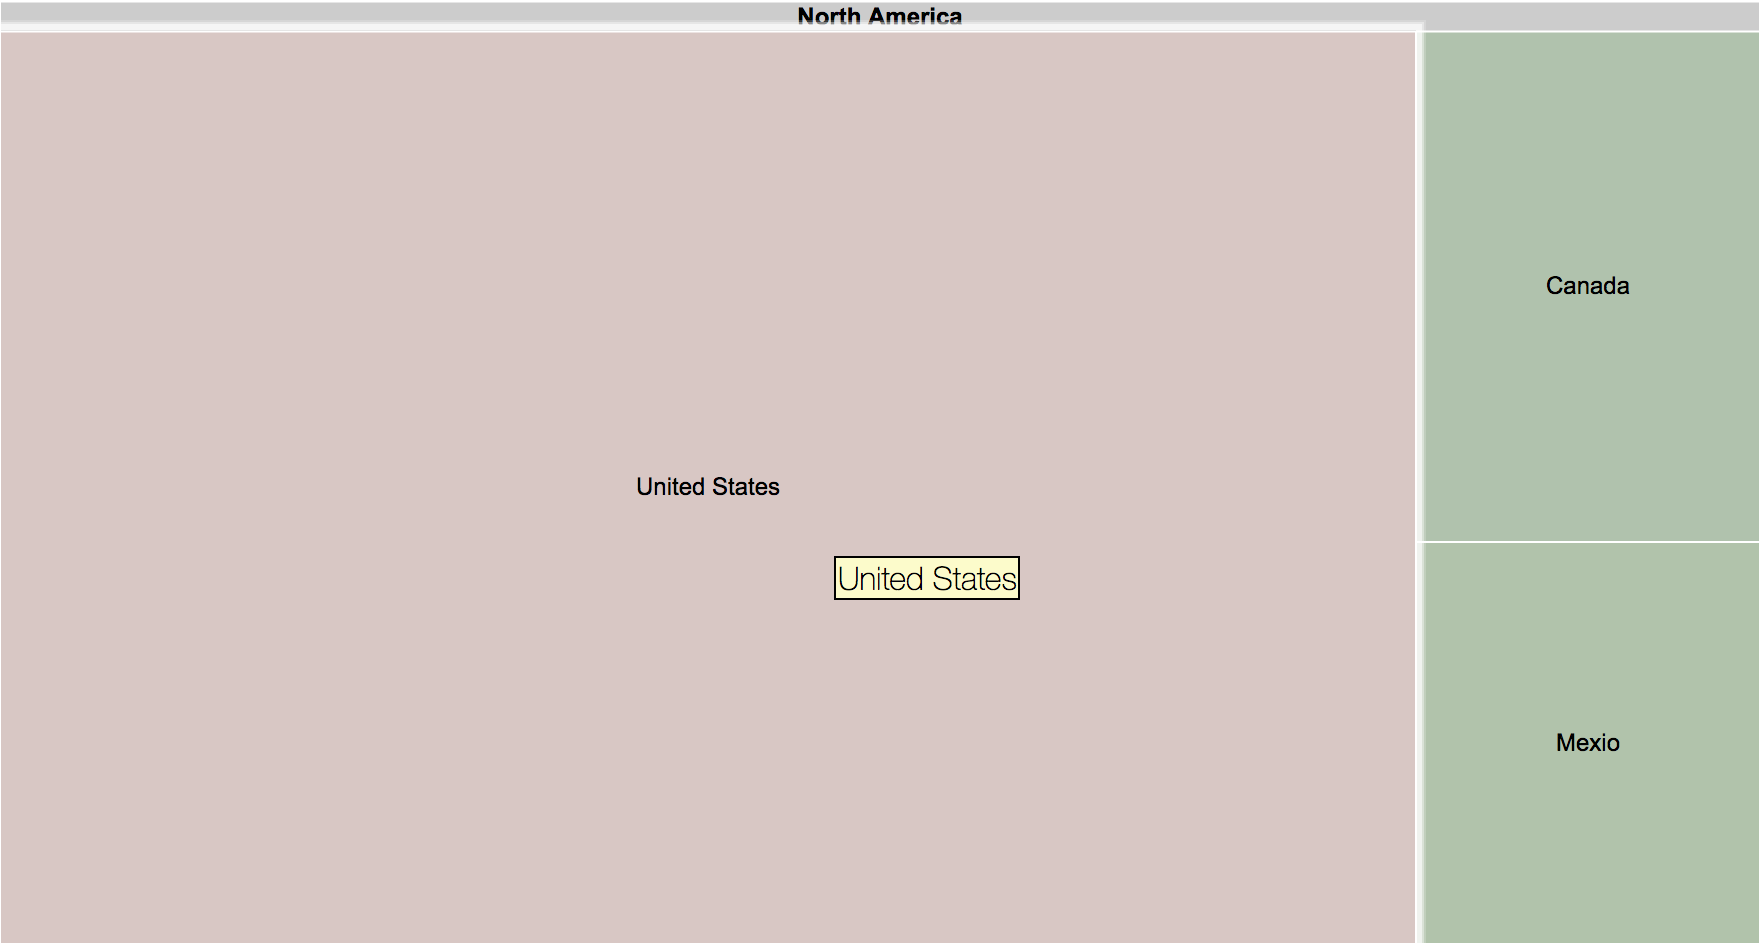 North America
Canada
United States
United States
Mexio